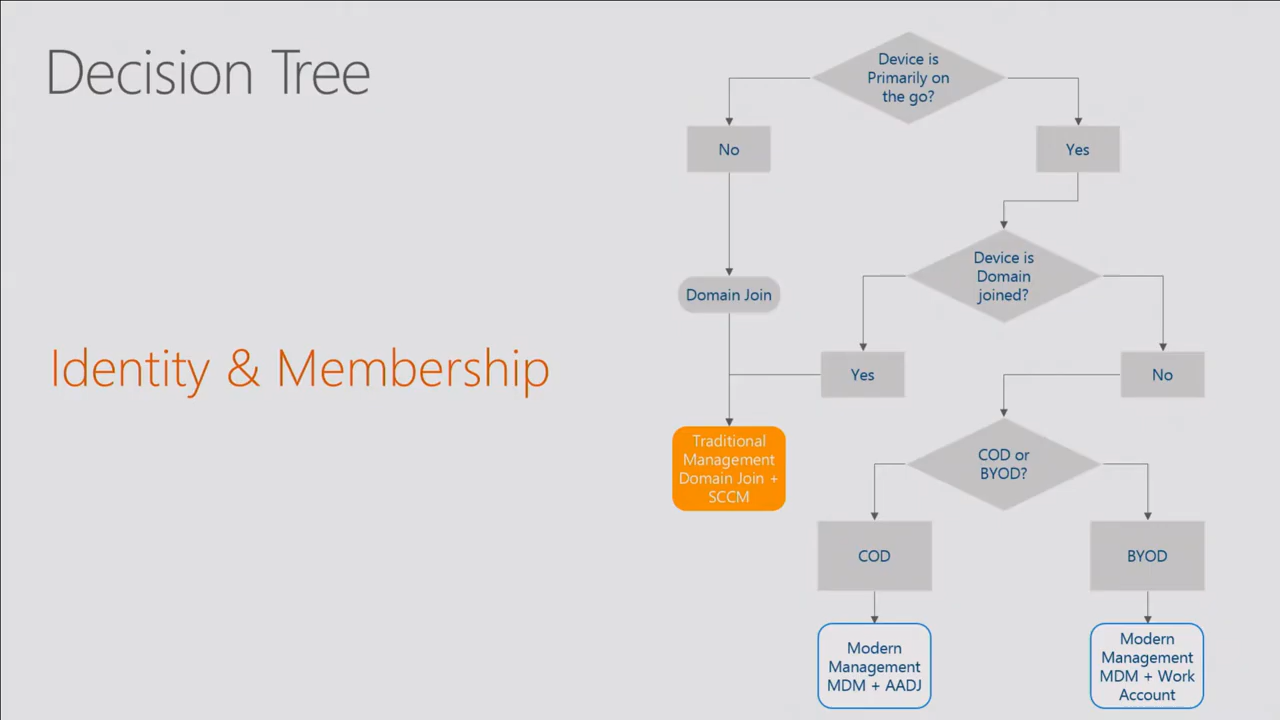 Decision Tree
Identity & Membership
Device is
Primarily on
the go?
No
Yes
Device is
Domain
joined?
Domain Join
Yes
No
Traditional
Management
Domain Join +
SCCM
COD or
BYOD?
COD
BYOD
Modern
Management
MDM + AADJ
Modern
Management
MDM + Work
Account